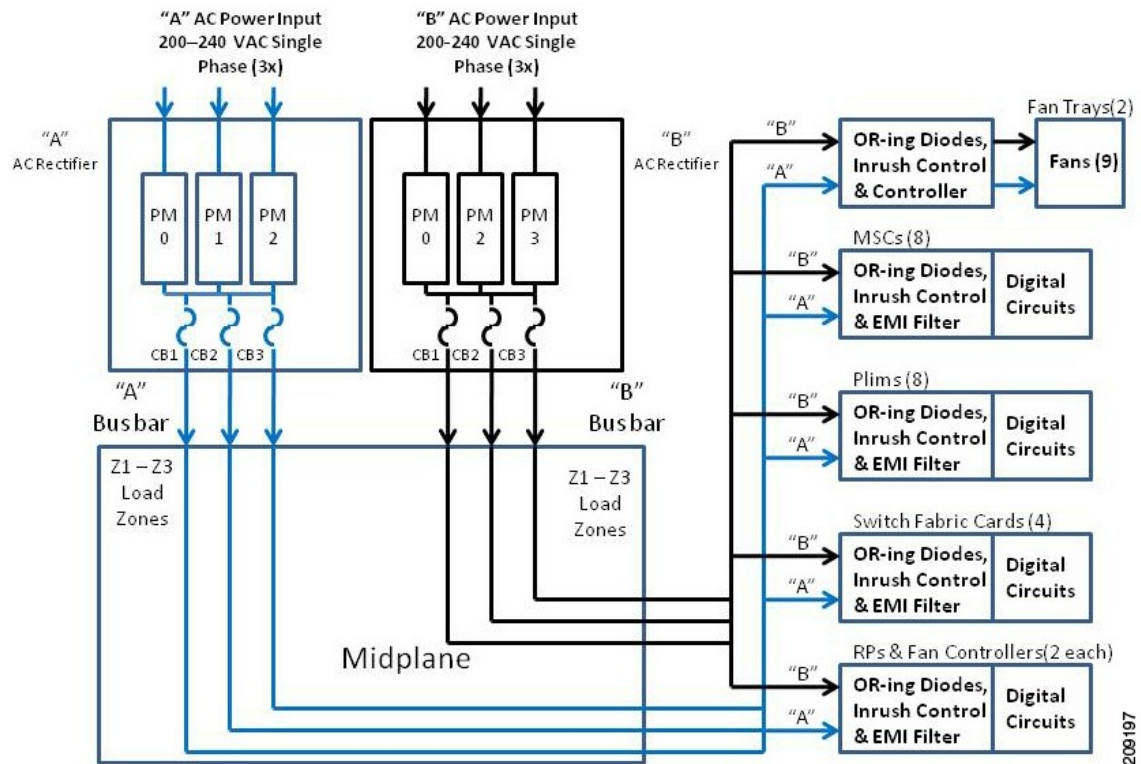 "A" AC Power Input
200–240 VAC Single
Phase (3x)
"B" AC Power Input
200-240 VAC Single
Phase (3x)
"A"
AC Rectifier
PM
0
PM
1
PM
2
CB1
CB2
CB3
PM
0
PM
2
PM
3
CB1
CB2
CB3
"B"
AC Rectifier
"A"
Busbar
"B"
Busbar
Z1 – Z3
Load
Zones
Z1 – Z3
Load
Zones
Midplane
Fan Trays(2)
"B"
"A"
OR-ing Diodes,
Inrush Control
& Controller
Fans (9)
MSCs (8)
"B"
"A"
OR-ing Diodes,
Inrush Control
& EMI Filter
Digital
Circuits
Plims (8)
"B"
"A"
OR-ing Diodes,
Inrush Control
& EMI Filter
Digital
Circuits
Switch Fabric Cards (4)
"B"
"A"
OR-ing Diodes,
Inrush Control
& EMI Filter
Digital
Circuits
RPs & Fan Controllers(2 each)
"B"
"A"
OR-ing Diodes,
Inrush Control
& EMI Filter
Digital
Circuits
209197